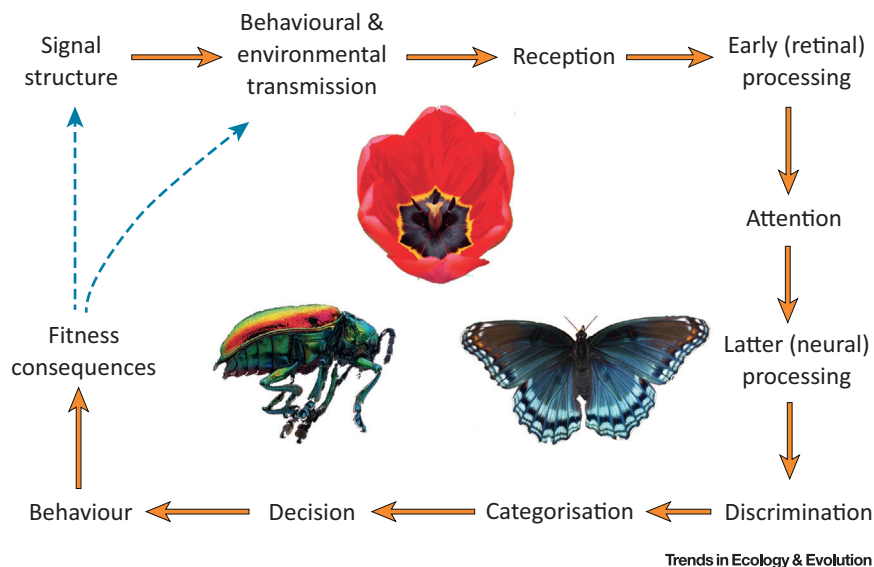 Signal
structure
Behavioural &
environmental
transmission
Reception
Early (retinal)
processing
Attention
Latter (neural)
processing
Discrimination
Categorisation
Decision
Behaviour
Fitness
consequences
Trends in Ecology & Evolution